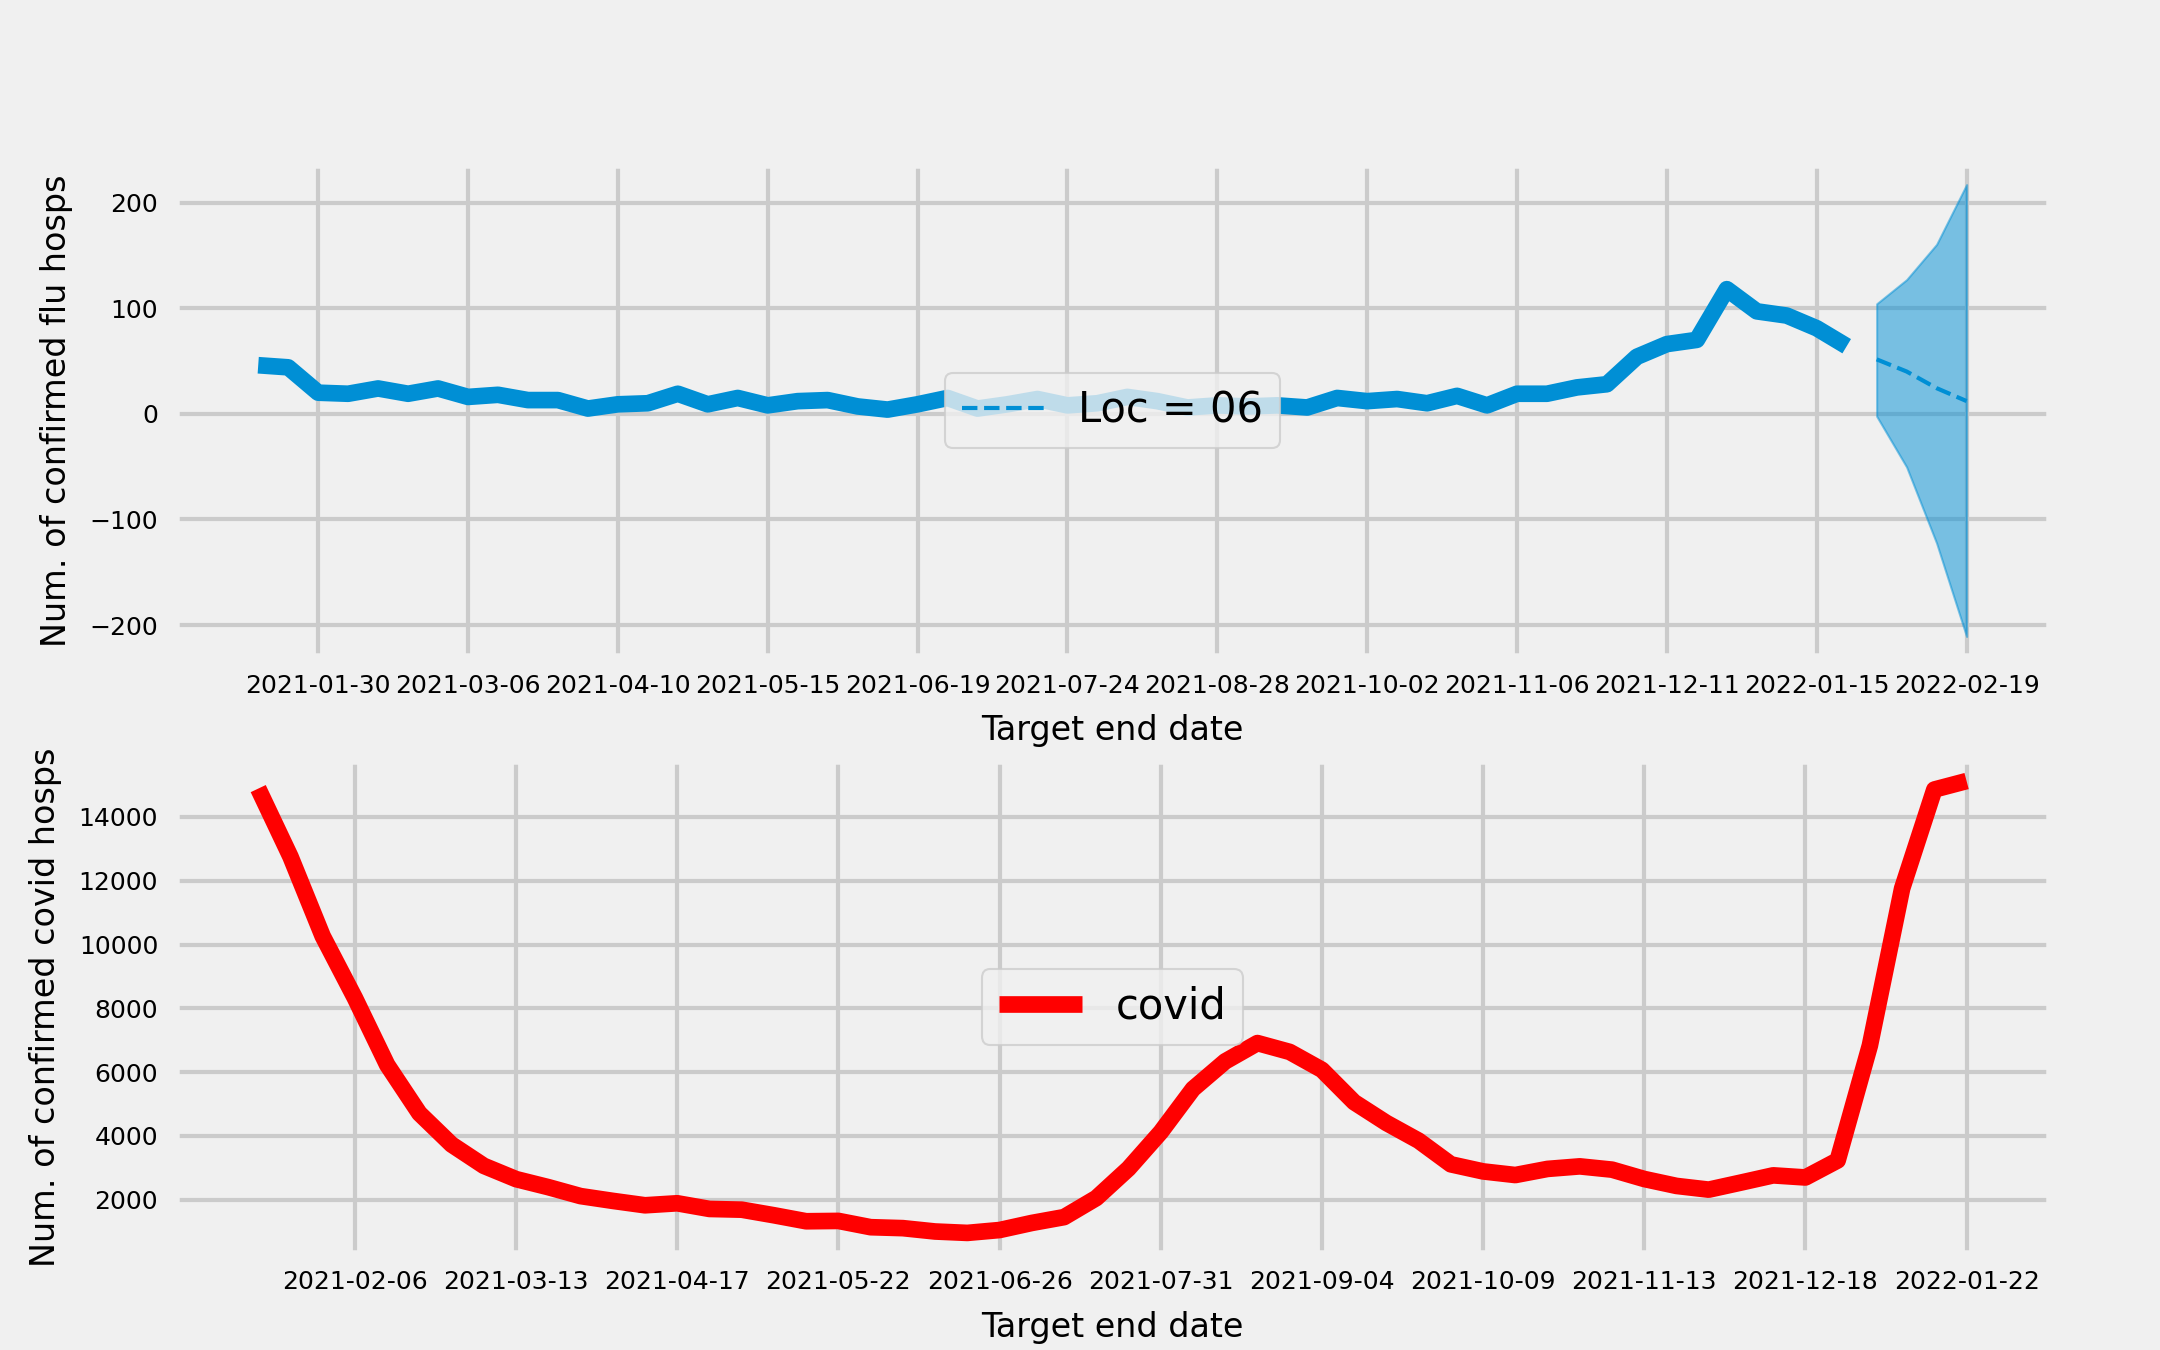 Num. of confirmed flu hosps
200
100
0
−100
−200
Loc = 06
2021-01-30 2021-03-06 2021-04-10 2021-05-15 2021-06-19 2021-07-24 2021-08-28 2021-10-02 2021-11-06 2021-12-11 2022-01-15 2022-02-19
Target end date
Num. of confirmed covid hosps
14000
12000
10000
8000
6000
4000
2000
covid
2021-02-06 2021-03-13 2021-04-17 2021-05-22 2021-06-26 2021-07-31 2021-09-04 2021-10-09 2021-11-13 2021-12-18 2022-01-22
Target end date